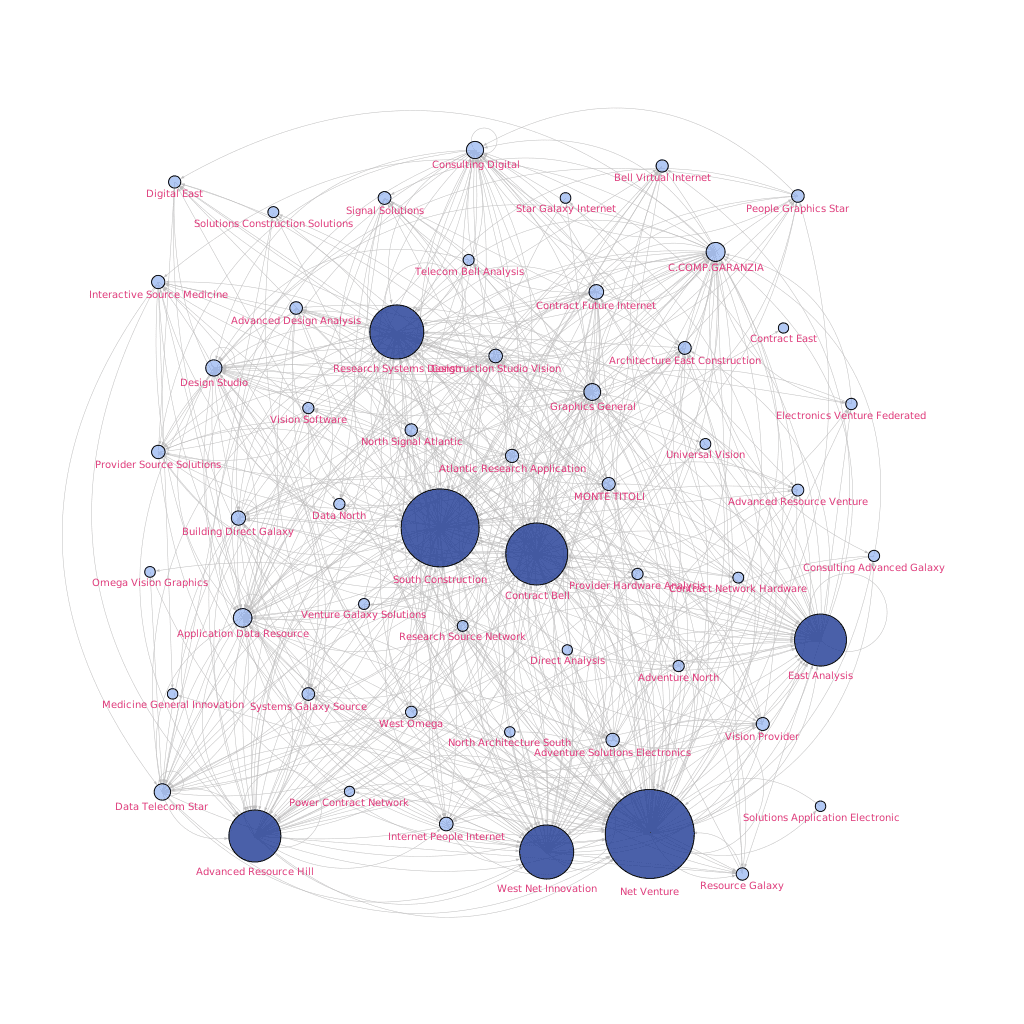 Consulting Digital
Bell Virtual Internet
Digital East
Star Galaxy Internet
People Graphics Star
Signal Solutions
Solutions Construction Solutions
C.COMP.GARANZIA
Telecom Bell Analysis
Interactive Source Medicine
Contract Future Internet
Advanced Design Analysis
Contract East
Architecture East Construction
Research Systems Design
Construction Studio Vision
Design Studio
Graphics General
Electronics Venture Federated
Vision Software
North Signal Atlantic
Universal Vision
Provider Source Solutions
Atlantic Research Application
MONTE TITOLI
Advanced Resource Venture
Data North
Building Direct Galaxy
Consulting Advanced Galaxy
South Construction
Omega Vision Graphics
Provider Hardware Analysis
Contract Network Hardware
Contract Bell
Venture Galaxy Solutions
Application Data Resource
Research Source Network
Direct Analysis
East Analysis
Adventure North
Medicine General Innovation
Systems Galaxy Source
West Omega
Vision Provider
North Architecture South
Adventure Solutions Electronics
Power Contract Network
Data Telecom Star
Solutions Application Electronic
Internet People Internet
Advanced Resource Hill
Resource Galaxy
West Net Innovation
Net Venture